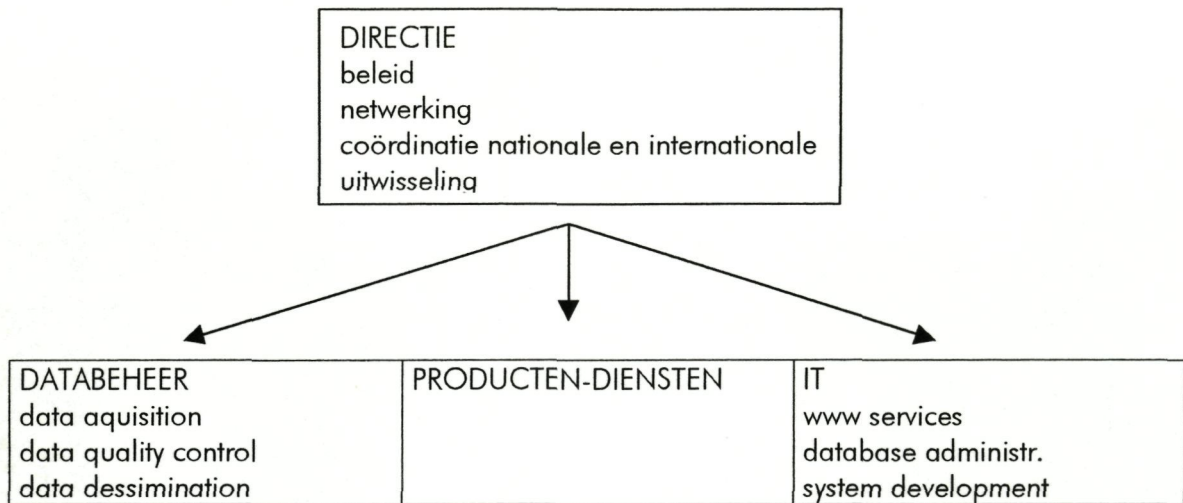 DIRECTIE
beleid
netwerking
coördinatie nationale en internationale
uitwisseling
DATABEHEER
data aquisition
data quality control
data dessimination
PRODUCTEN-DIENSTEN
IT
www services
database administr.
system development